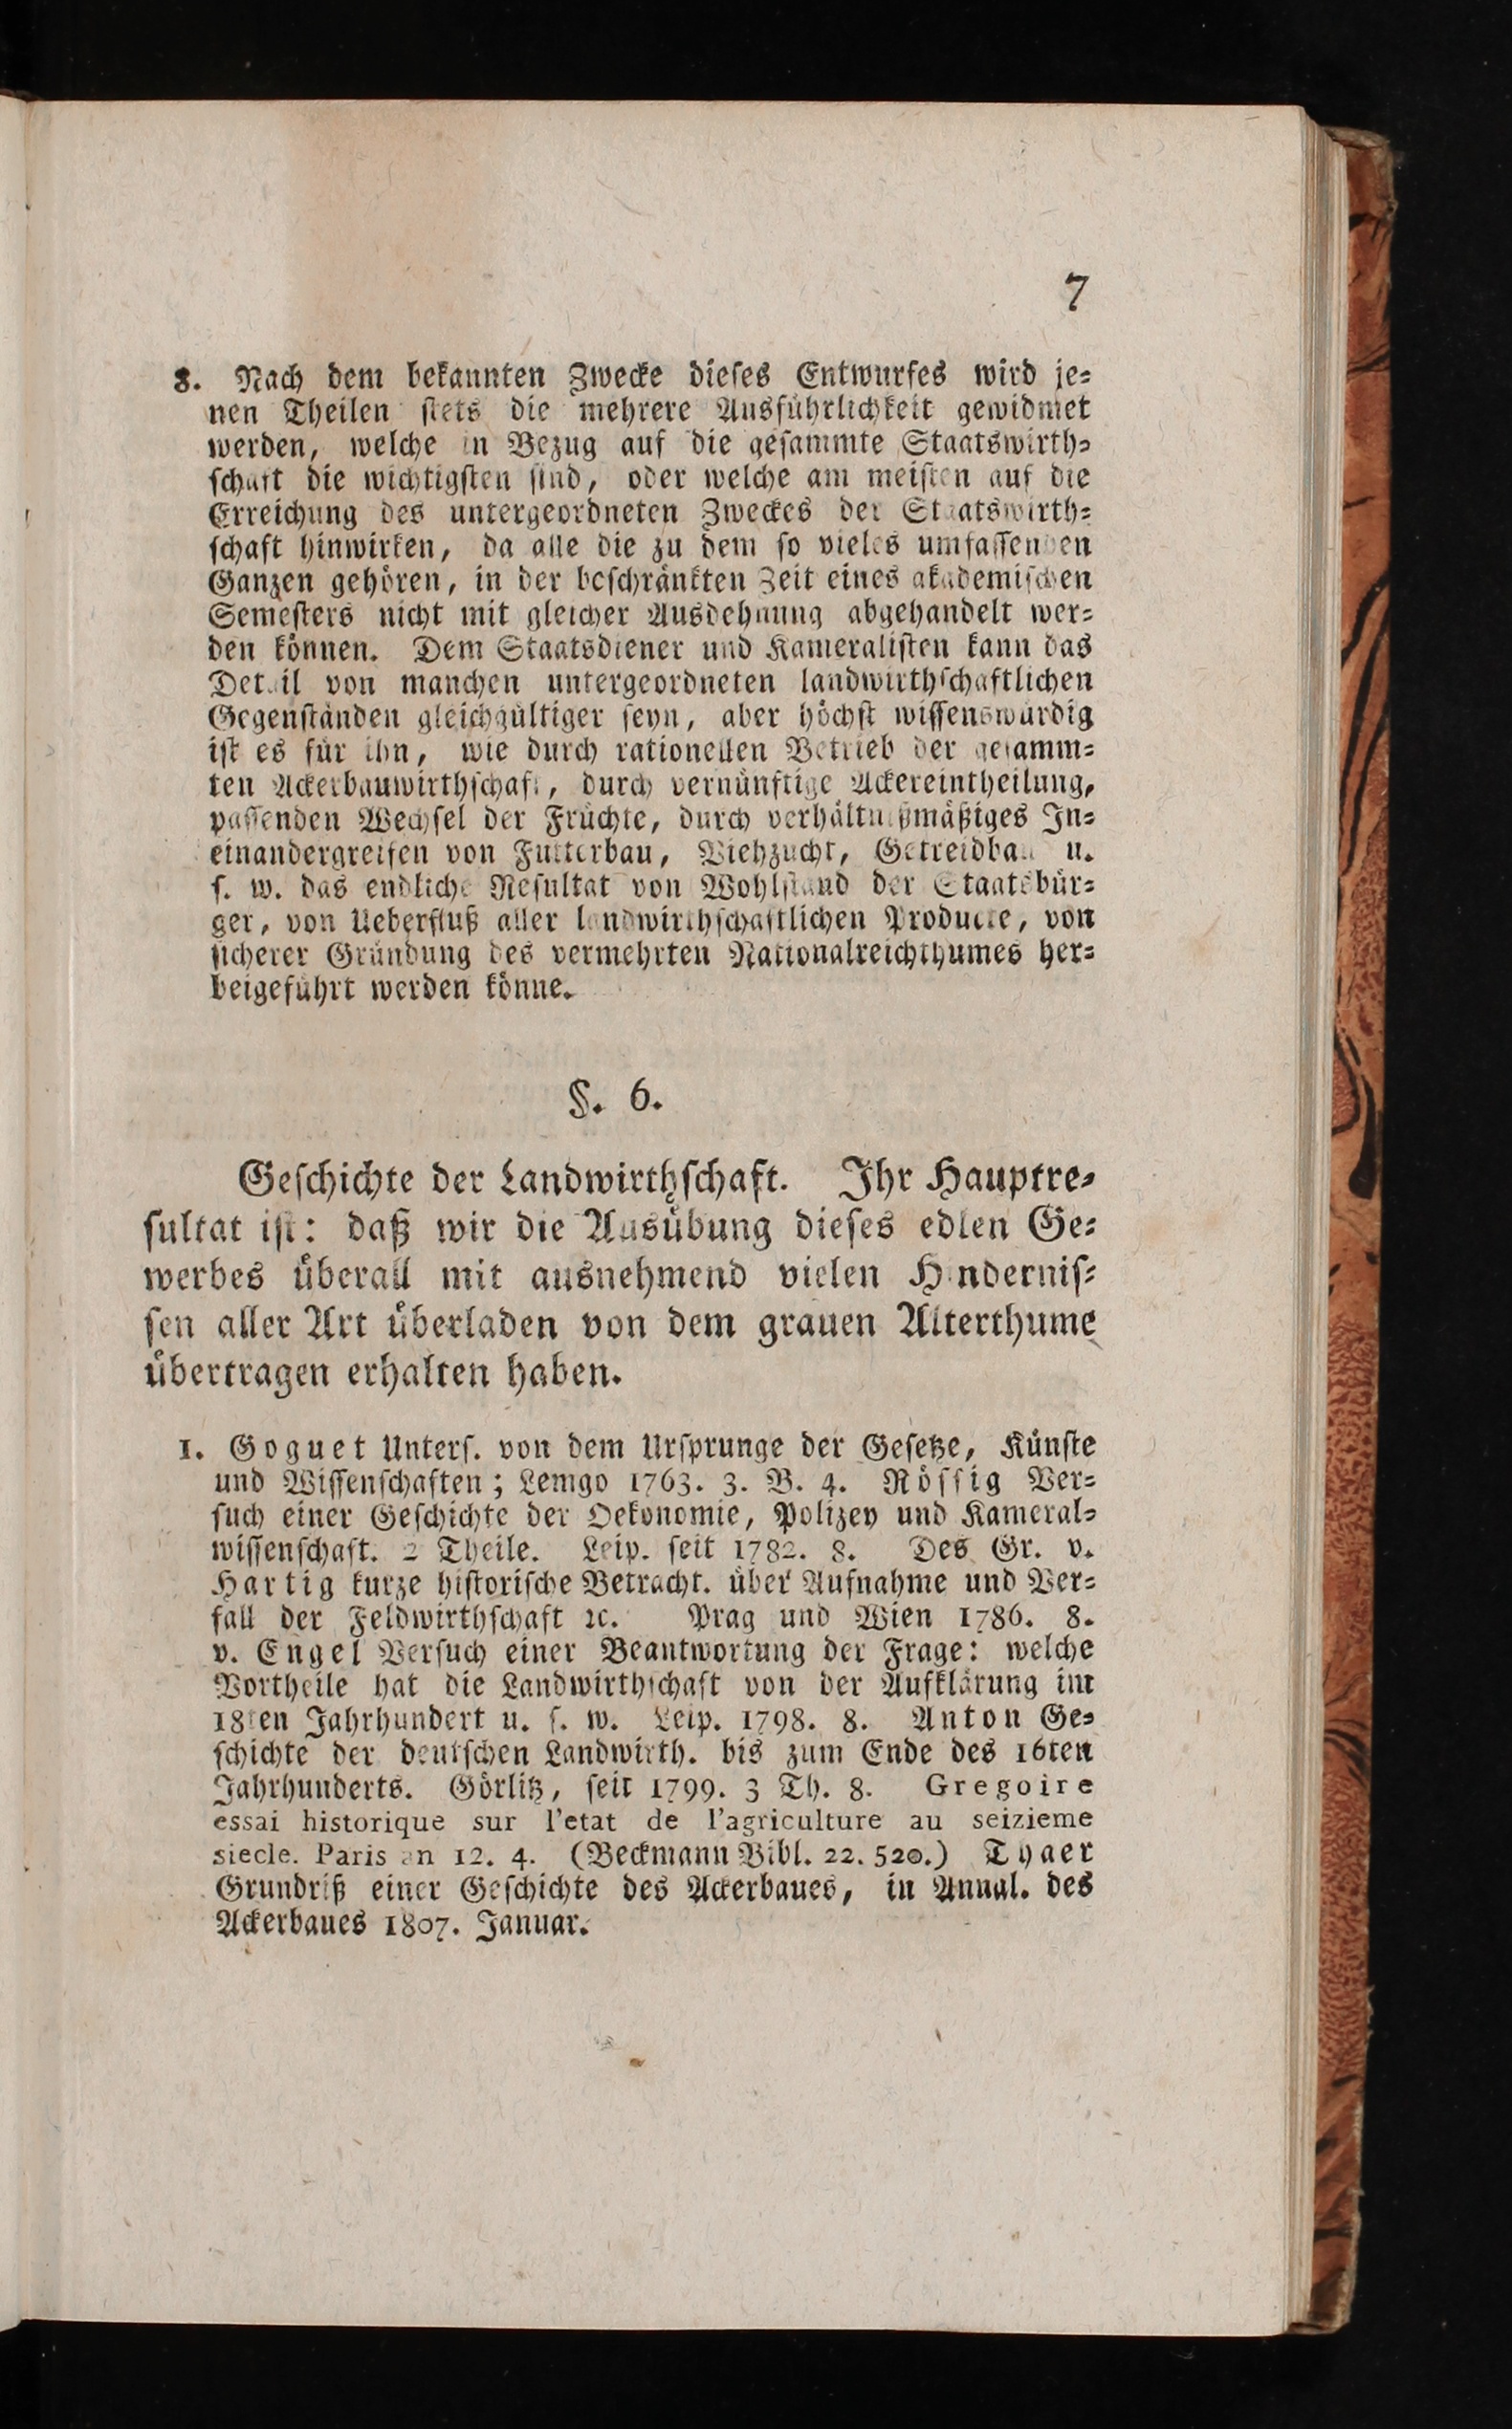 7
8. Nach dem bekannten Zwecke dieses Entwurfes wird je-
nen Theilen stets die mehrere Ausführlichkeit gewidmet
werden, welche in Bezug auf die gesammte Staatswirth-
schaft die wichtigsten sind, oder welche am meisten auf die
Erreichung des untergeordneten Zweckes der Staatswirth-
schaft hinwirken, da alle die zu dem so vieles umfassenden
Ganzen gehören, in der beschränkten Zeit eines akademischen
Semesters nicht mit gleicher Ausdehnung abgehandelt wer-
den können. Dem Staatsdiener und Kameralisten kann das
Detail von manchen untergeordneten landwirthschaftlichen
Gegenständen gleichgültiger seyn, aber höchst wissenswürdig
ist es für ihn, wie durch rationellen Betrieb der gesamm-
ten Ackerbauwirthschaft, durch vernünftige Ackereintheilung,
passenden Wechsel der Früchte, durch verhältnißmäßiges In-
einandergreifen von Futterbau, Viehzucht, Getreidbau u.
s. w. das endliche Resultat von Wohlstand der Staatsbür-
ger, von Ueberfluß aller landwirthschaftlichen Producte, von
sicherer Gründung des vermehrten Nationalreichthumes her-
beigeführt werden könne.
§. 6.
Geschichte der Landwirthschaft. Ihr Hauptre-
sultat ist: daß wir die Ausübung dieses edlen Ge-
werbes überall mit ausnehmend vielen Hindernis-
sen aller Art überladen von dem grauen Alterthume
übertragen erhalten haben.
1. Goguet Unters. von dem Ursprunge der Gesetze, Künste
und Wissenschaften; Lemgo 1763. 3. B. 4. Rössig Ver-
such einer Geschichte der Oekonomie, Polizey und Kameral-
wissenschaft. 2 Theile. Leip. seit 1782. 8. Des Gr. v.
Hartig kurze historische Betracht. über Aufnahme und Ver-
fall der Feldwirthschaft ꝛc. Prag und Wien 1786. 8.
v. Engel Versuch einer Beantwortung der Frage: welche
Vortheile hat die Landwirthschaft von der Aufklärung im
18ten Jahrhundert u. s. w. Leip. 1798. 8. Anton Ge-
schichte der deutschen Landwirth. bis zum Ende des 16ten
Jahrhunderts. Görlitz, seit 1799. 3 Th. 8. Gregoire
essai historique sur l'etat de l'agriculture au seizieme
siecle. Paris an 12. 4. (Beckmann Bibl. 22. 520.) Thaer
Grundriß einer Geschichte des Ackerbaues, in Annal. des
Ackerbaues 1807. Januar.